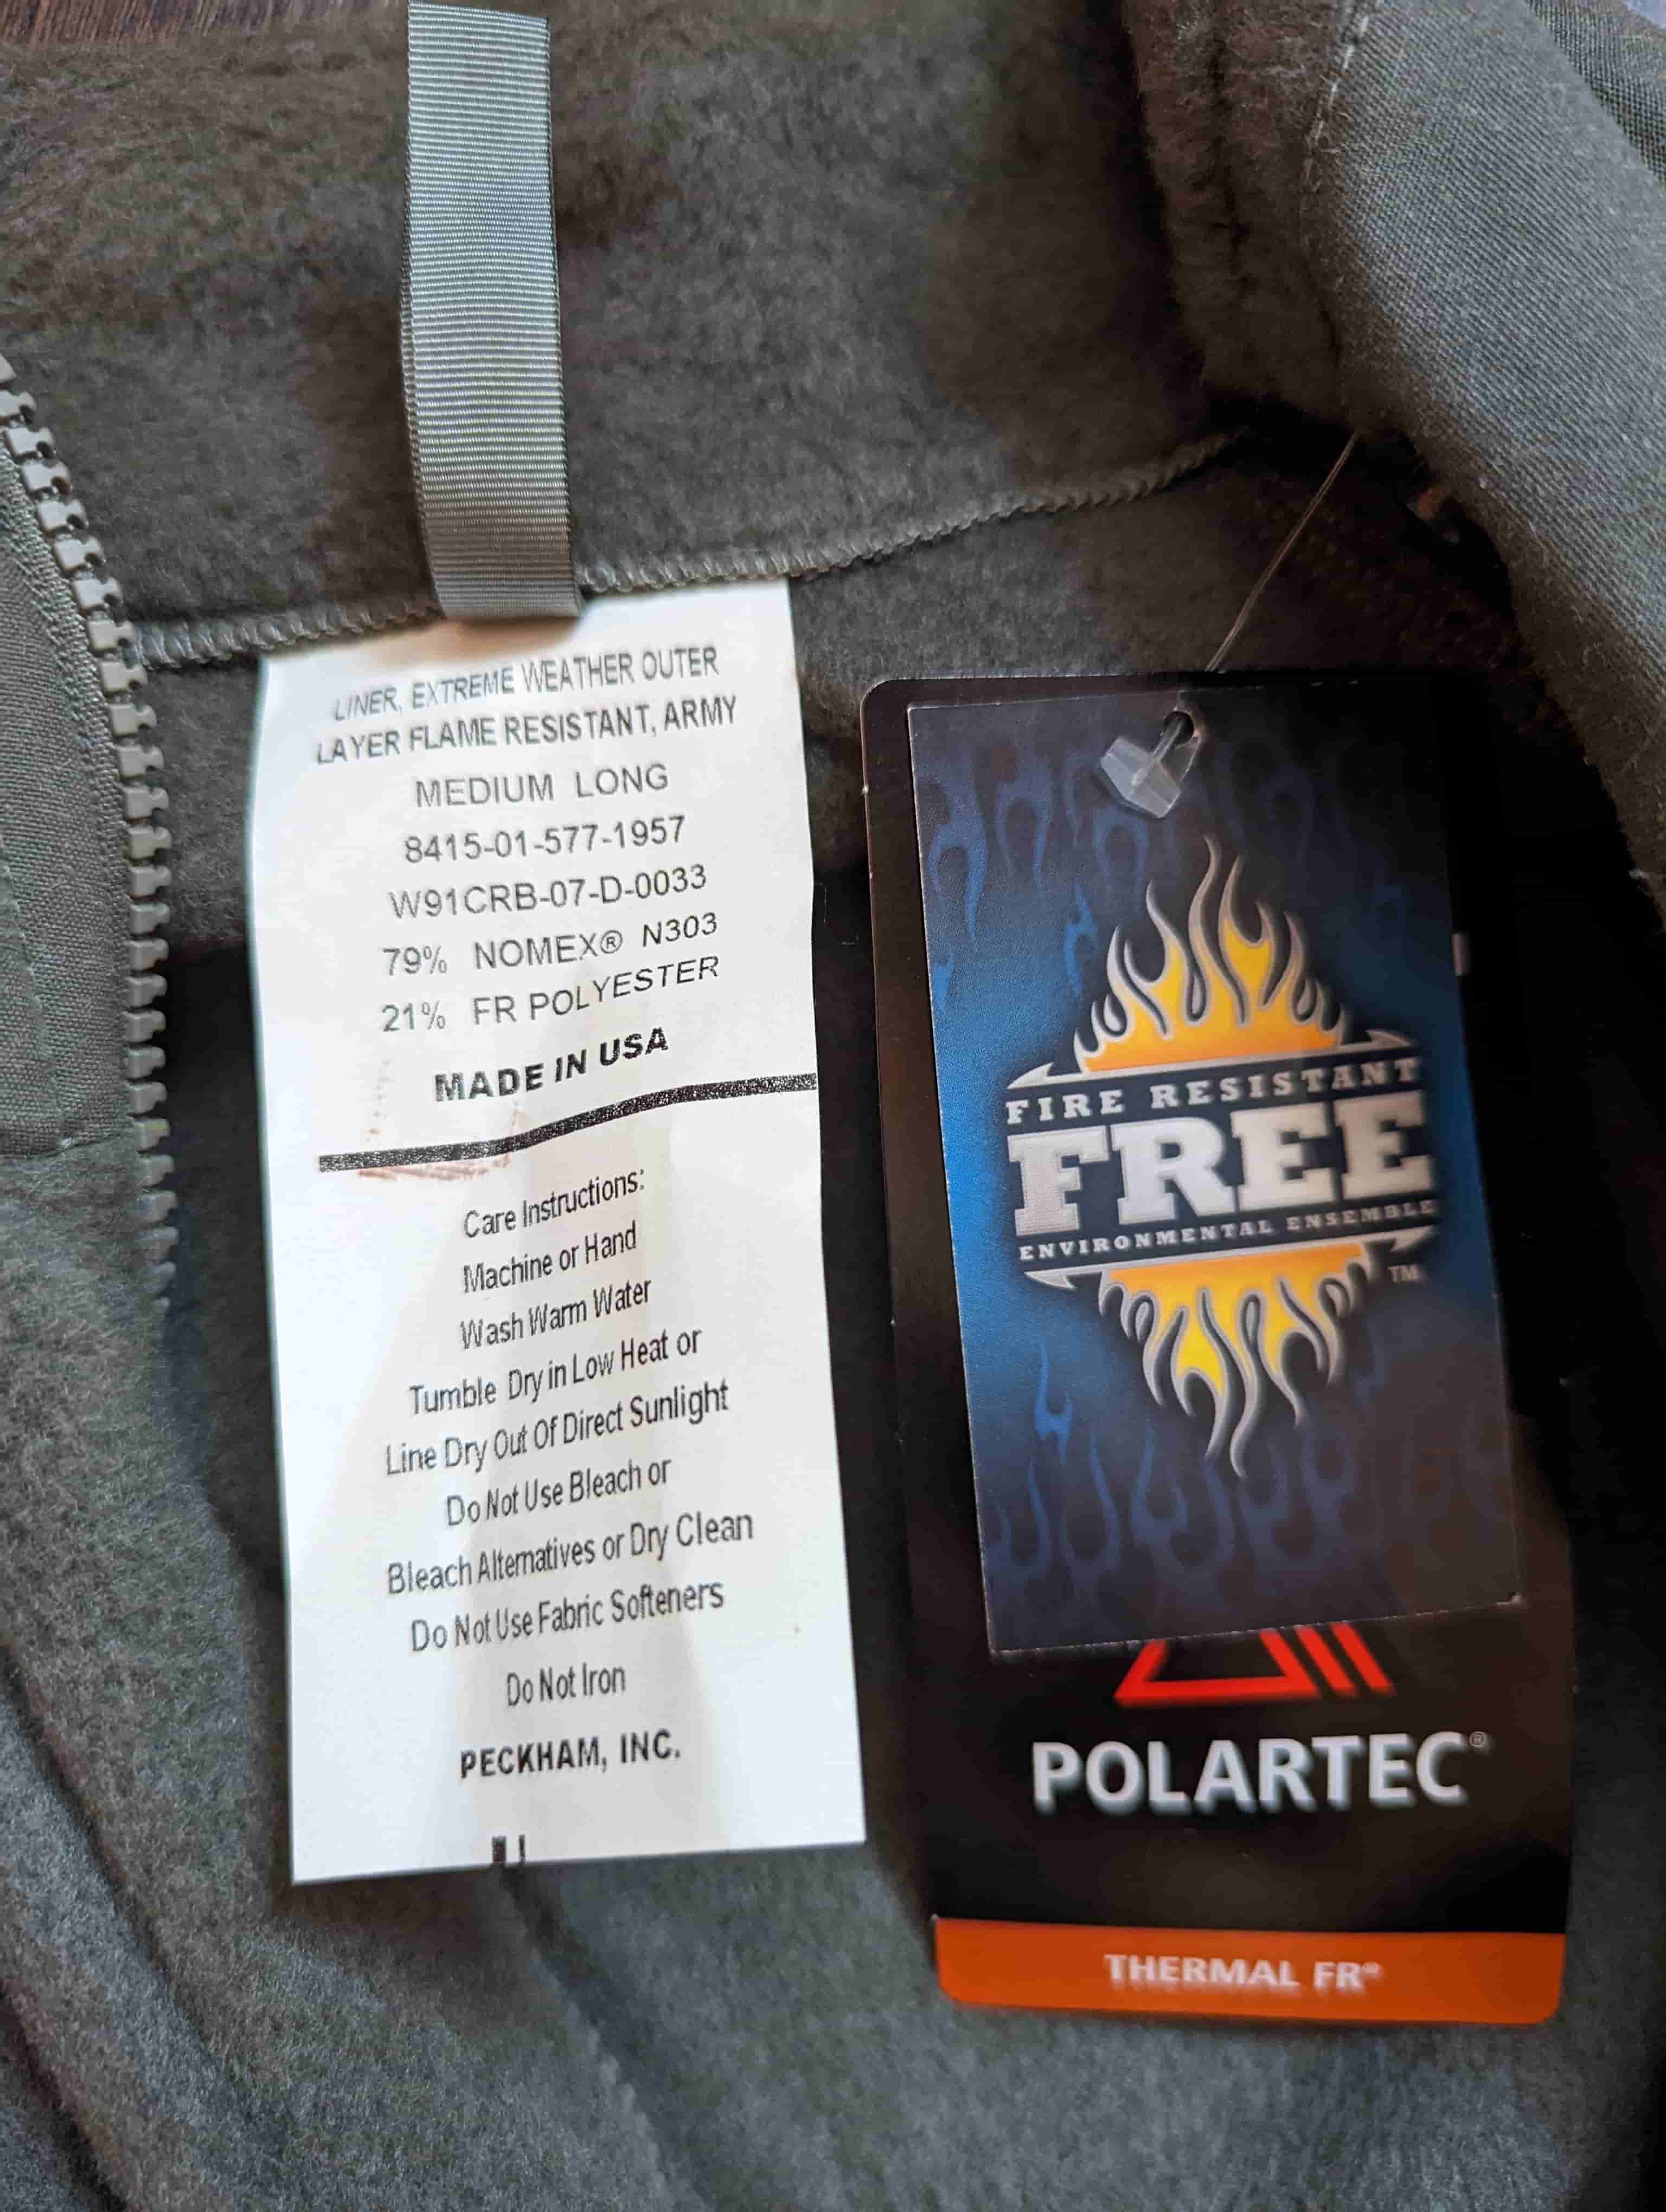 LINER, EXTREME WEATHER OUTER
LAYER FLAME RESISTANT, ARMY
MEDIUM LONG
8415-01-577-1957
W91CRB-07-D-0033
79% NOMEX® N303
21% FR POLYESTER
MADE IN USA
Care Instructions:
Machine or Hand
Wash Warm Water
Tumble Dry in Low Heat or
Line Dry Out Of Direct Sunlight
Do Not Use Bleach or
Bleach Alternatives or Dry Clean
Do Not Use Fabric Softeners
Do Not Iron
PECKHAM, INC.
FIRE RESISTANT
FREE
ENVIRONMENTAL ENSEMBLE
TM
POLARTEC®
THERMAL FR®